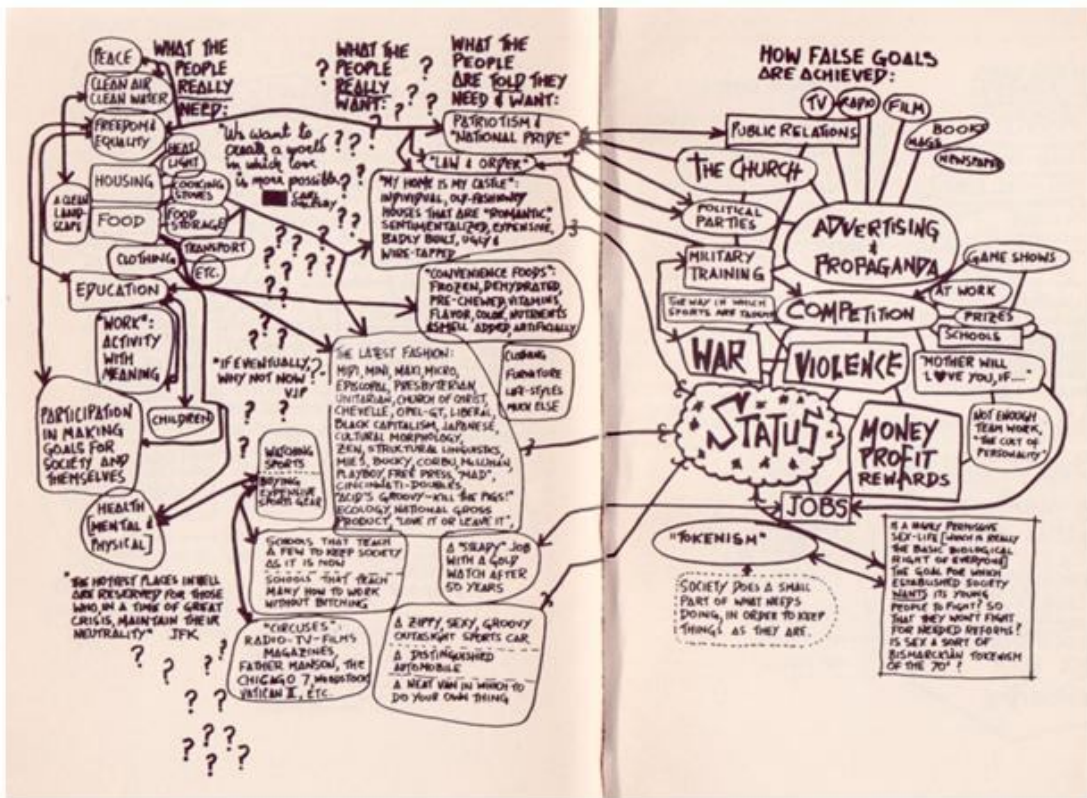 WHAT THE
PEOPLE
REALLY
NEED:
PEACE
CLEAN AIR
CLEAN WATER
FREEDOM &
EQUALITY
HEAT
LIGHT
HOUSING
COOKING
STOVES
A CLEAN
LAND-
SCAPE
FOOD
FOOD
STORAGE
TRANSPORT
CLOTHING
ETC.
EDUCATION
"WORK":
ACTIVITY
WITH
MEANING
PARTICIPATION
IN MAKING
GOALS FOR
SOCIETY AND
THEMSELVES
CHILDREN
HEALTH
[MENTAL &
PHYSICAL]
"THE HOTTEST PLACES IN HELL
ARE RESERVED FOR THOSE
WHO, IN A TIME OF GREAT
CRISIS, MAINTAIN THEIR
NEUTRALITY" JFK
WHAT THE
PEOPLE
REALLY
WANT:
"We want to
create a world
in which love
is more possible"
CARL
OGLESBY
"IF EVENTUALLY,
WHY NOT NOW?"
WATCHING
SPORTS
BUYING
EXPENSIVE
SPORTS GEAR
WHAT THE
PEOPLE
ARE TOLD THEY
NEED & WANT:
PATRIOTISM &
"NATIONAL PRIDE"
"LAW & ORDER"
"MY HOME IS MY CASTLE":
INDIVIDUAL, OLD-FASHIONED
HOUSES THAT ARE "ROMANTIC"
SENTIMENTALIZED, EXPENSIVE,
BADLY BUILT, UGLY &
WIRE-TAPPED
"CONVENIENCE FOODS":
FROZEN, DEHYDRATED,
PRE-CHEWED, VITAMINS,
FLAVOR, COLOR, NUTRIENTS
& SMELL ADDED, ARTIFICIALLY
THE LATEST FASHION:
MIDI, MINI, MAXI, MICRO,
EPISCOPAL, PRESBYTERIAN
UNITARIAN, CHURCH OF CHRIST,
CHEVELLE, OPEL-GT, LIBERAL,
BLACK CAPITALISM, JAPANESE,
CULTURAL MORPHOLOGY,
ZEN, STRUCTURAL LINGUISTICS,
MIES, BUCKY, CORBU, McLUHAN,
PLAYBOY, FREE PRESS, "MAD",
CINCINNATI-DOUBLES,
"ACID'S GROOVY–KILL THE PIGS!"
ECOLOGY, NATIONAL GROSS
PRODUCT, "LOVE IT OR LEAVE IT",
CLOTHING
FURNITURE
LIFE-STYLES
MUCH ELSE
SCHOOLS THAT TEACH
A FEW TO KEEP SOCIETY
AS IT IS NOW
SCHOOLS THAT TEACH
MANY HOW TO WORK
WITHOUT BITCHING
"CIRCUSES":
RADIO-TV-FILMS
MAGAZINES,
FATHER MANSON, THE
CHICAGO 7, WOODSTOCK
VATICAN II, ETC.
A "STEADY" JOB
WITH A GOLD
WATCH AFTER
50 YEARS
A ZIPPY, SEXY, GROOVY
OUTASIGHT SPORTS CAR
A DISTINGUISHED
AUTOMOBILE
A NEAT VAN IN WHICH TO
DO YOUR OWN THING
HOW FALSE GOALS
ARE ACHIEVED:
TV
RADIO
FILM
BOOKS
MAGS
NEWSPAPER
PUBLIC RELATIONS
THE CHURCH
POLITICAL
PARTIES
ADVERTISING
&
PROPAGANDA
MILITARY
TRAINING
GAME SHOWS
THE WAY IN WHICH
SPORTS ARE TAUGHT
COMPETITION
AT WORK
PRIZES
SCHOOLS
WAR
VIOLENCE
"MOTHER WILL
LOVE YOU, IF...."
STATUS
MONEY
PROFIT
REWARDS
NOT ENOUGH
TEAM WORK,
"THE CULT OF
PERSONALITY"
JOBS
"TOKENISM"
SOCIETY DOES A SMALL
PART OF WHAT NEEDS
DOING, IN ORDER TO KEEP
THINGS AS THEY ARE.
IS A HIGHLY PERMISSIVE
SEX-LIFE [WHICH IS REALLY
THE BASIC BIOLOGICAL
RIGHT OF EVERYONE]
THE GOAL FOR WHICH
ESTABLISHED SOCIETY
WANTS ITS YOUNG
PEOPLE TO FIGHT? SO
THAT THEY WON'T FIGHT
FOR NEEDED REFORMS?
IS SEX A SORT OF
BISMARCKIAN TOKENISM
OF THE 70s?